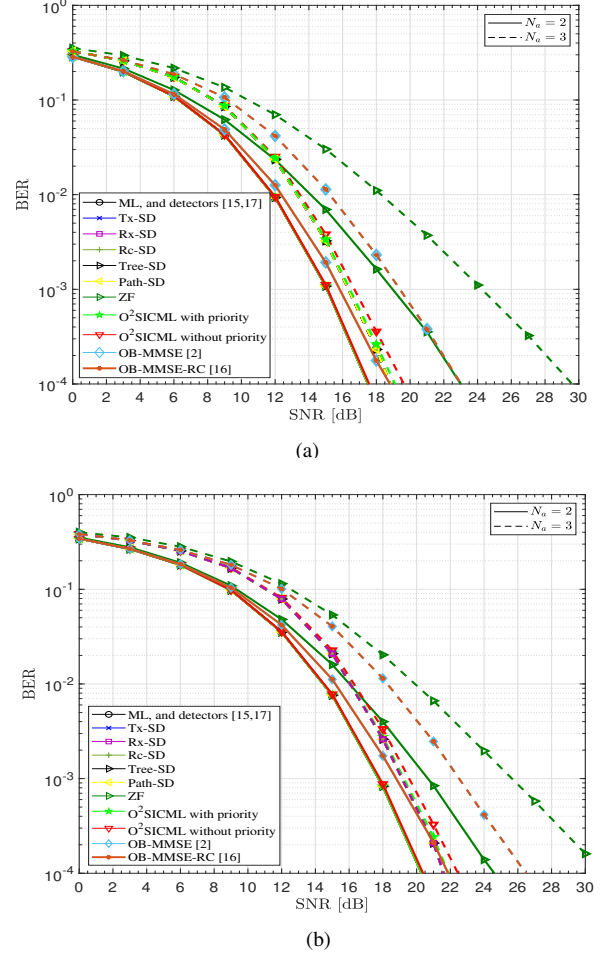 10^0
N_a = 2
N_a = 3
10^-1
10^-2
BER
ML, and detectors [15,17]
Tx-SD
Rx-SD
Rc-SD
Tree-SD
Path-SD
ZF
O^2SICML with priority
O^2SICML without priority
OB-MMSE [2]
OB-MMSE-RC [16]
10^-3
10^-4
0 2 4 6 8 10 12 14 16 18 20 22 24 26 28 30
SNR [dB]
(a)
10^0
N_a = 2
N_a = 3
10^-1
10^-2
BER
ML, and detectors [15,17]
Tx-SD
Rx-SD
Rc-SD
Tree-SD
Path-SD
ZF
O^2SICML with priority
O^2SICML without priority
OB-MMSE [2]
OB-MMSE-RC [16]
10^-3
10^-4
0 2 4 6 8 10 12 14 16 18 20 22 24 26 28 30
SNR [dB]
(b)